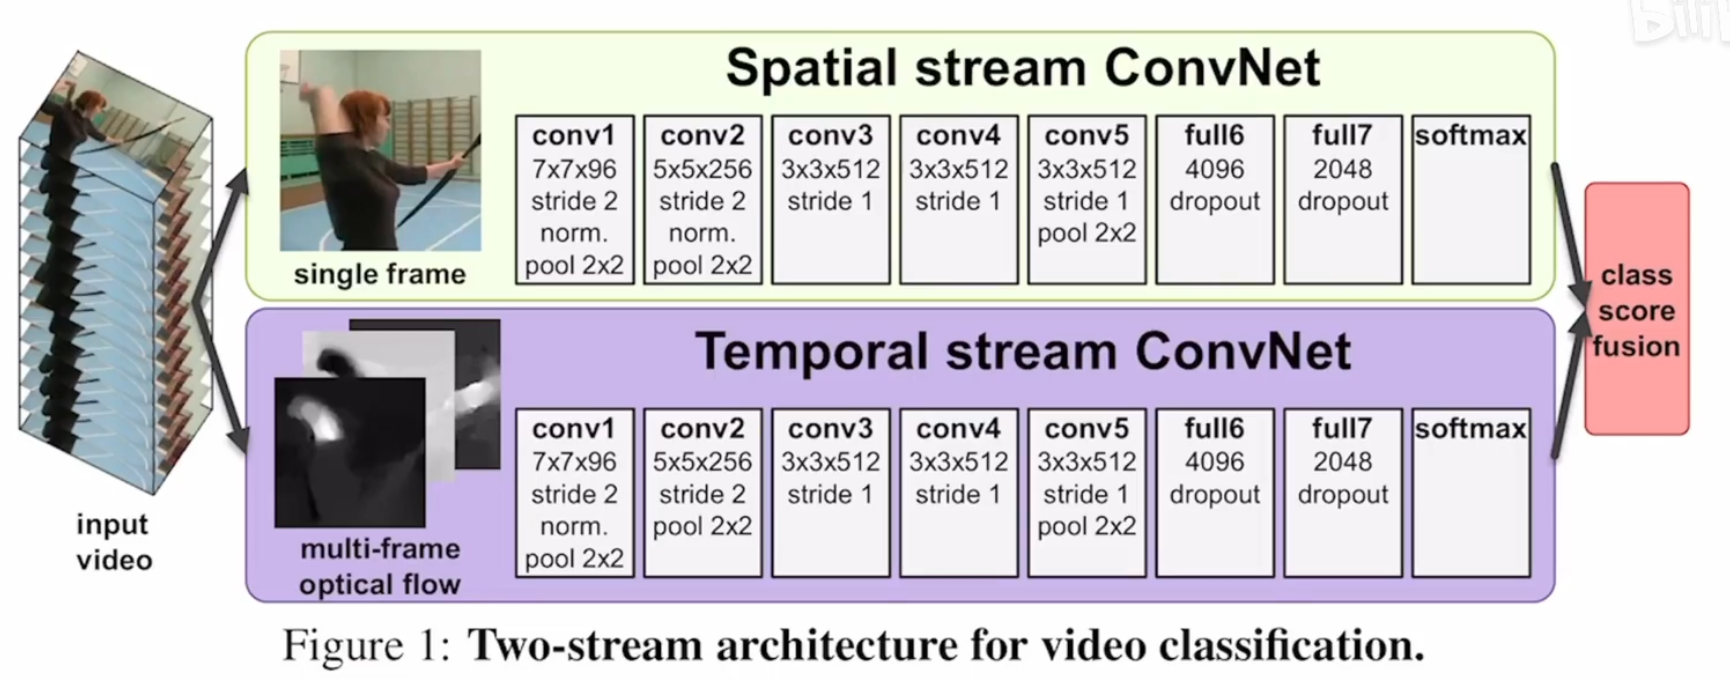 Spatial stream ConvNet
single frame
conv1
7x7x96
stride 2
norm.
pool 2x2
conv2
5x5x256
stride 2
norm.
pool 2x2
conv3
3x3x512
stride 1
conv4
3x3x512
stride 1
conv5
3x3x512
stride 1
pool 2x2
full6
4096
dropout
full7
2048
dropout
softmax
Temporal stream ConvNet
multi-frame
optical flow
conv1
7x7x96
stride 2
norm.
pool 2x2
conv2
5x5x256
stride 2
pool 2x2
conv3
3x3x512
stride 1
conv4
3x3x512
stride 1
conv5
3x3x512
stride 1
pool 2x2
full6
4096
dropout
full7
2048
dropout
softmax
input
video
class
score
fusion
Figure 1: Two-stream architecture for video classification.